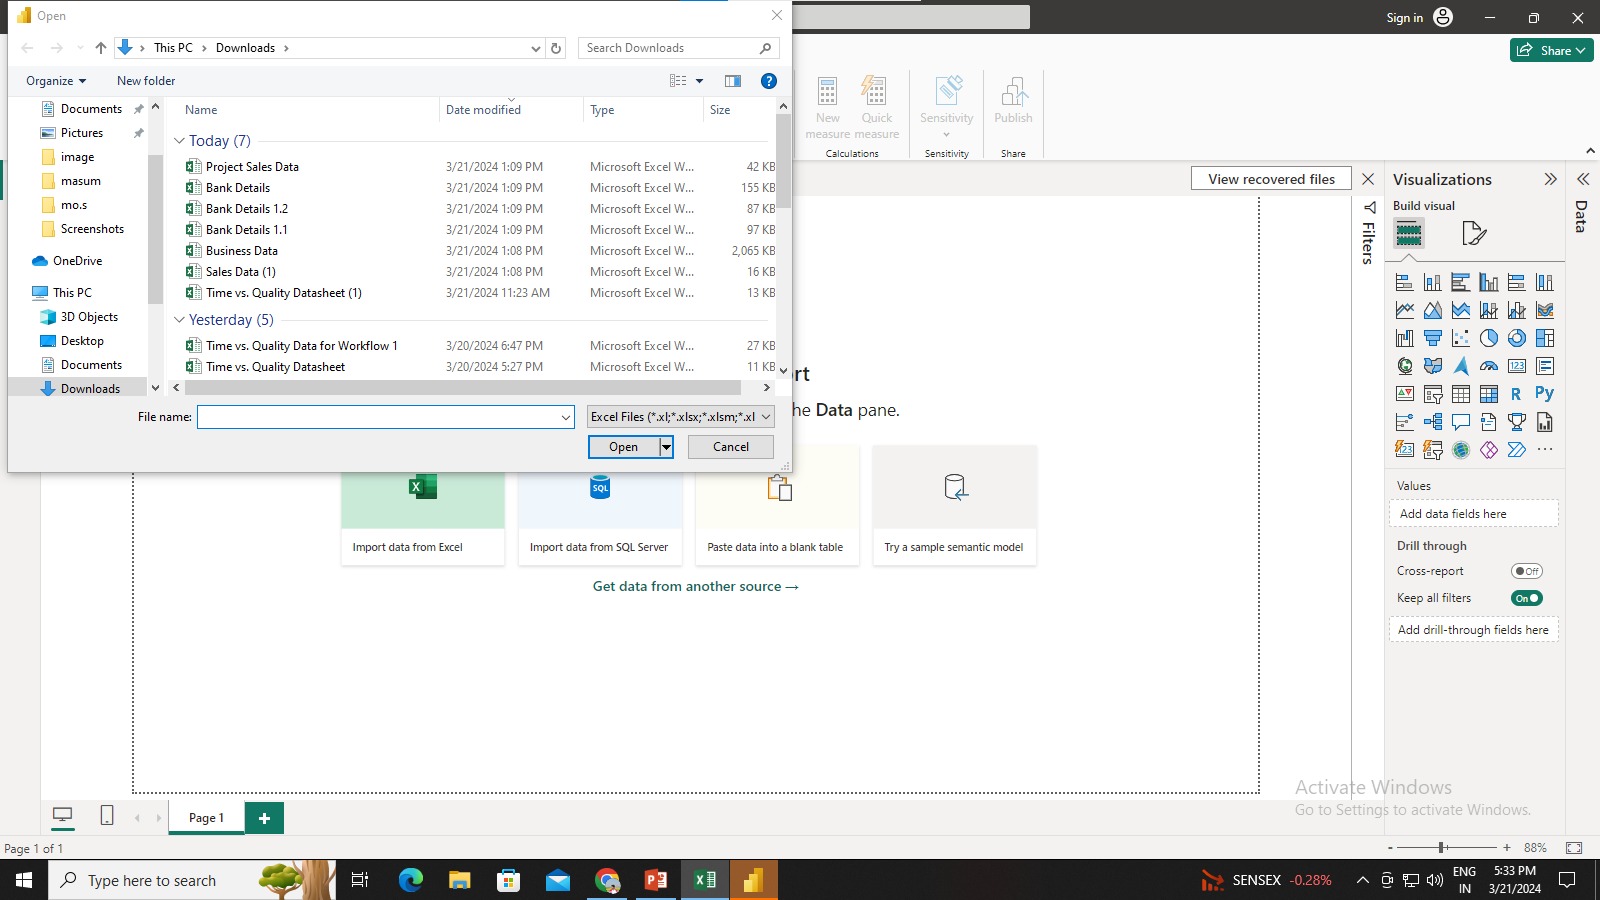 Open
Sign in
This PC
Downloads
Search Downloads
Share
Organize
New folder
Documents
Pictures
image
masum
mo.s
Screenshots
OneDrive
This PC
3D Objects
Desktop
Documents
Downloads
Name Date modified Type Size
Today (7)
Project Sales Data 3/21/2024 1:09 PM Microsoft Excel W... 42 KB
Bank Details 3/21/2024 1:09 PM Microsoft Excel W... 155 KB
Bank Details 1.2 3/21/2024 1:09 PM Microsoft Excel W... 87 KB
Bank Details 1.1 3/21/2024 1:09 PM Microsoft Excel W... 97 KB
Business Data 3/21/2024 1:08 PM Microsoft Excel W... 2,065 KB
Sales Data (1) 3/21/2024 1:08 PM Microsoft Excel W... 16 KB
Time vs. Quality Datasheet (1) 3/21/2024 11:23 AM Microsoft Excel W... 13 KB
Yesterday (5)
Time vs. Quality Data for Workflow 1 3/20/2024 6:47 PM Microsoft Excel W... 27 KB
Time vs. Quality Datasheet 3/20/2024 5:27 PM Microsoft Excel W... 11 KB
File name:
Excel Files (*.xl;*.xlsx;*.xlsm;*.xl
Open
Cancel
New measure
Quick measure
Calculations
Sensitivity
Sensitivity
Publish
Share
View recovered files
Filters
Visualizations
Build visual
Data
R
Py
123
123
Values
Add data fields here
Drill through
Cross-report
Off
Keep all filters
On
Add drill-through fields here
rt
he Data pane.
SQL
Import data from Excel
Import data from SQL Server
Paste data into a blank table
Try a sample semantic model
Get data from another source →
Activate Windows
Go to Settings to activate Windows.
Page 1
Page 1 of 1
- + 88%
Type here to search
SENSEX -0.28%
ENG
IN
5:33 PM
3/21/2024